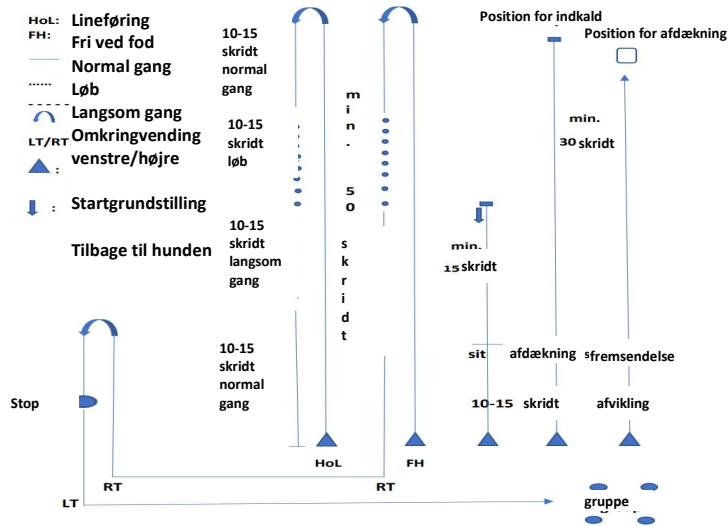 HoL: Lineføring
FH: Fri ved fod
Normal gang
Løb
Langsom gang
LT/RT: Omkringvending
venstre/højre
:
: Startgrundstilling
Tilbage til hunden
10-15
skridt
normal
gang
10-15
skridt
løb
10-15
skridt
langsom
gang
10-15
skridt
normal
gang
min. 50 skridt
Position for indkald
Position for afdækning
min.
30 skridt
min.
15 skridt
sit afdækning fremsendelse
10-15 skridt afvikling
Stop
HoL FH
RT RT
LT
gruppe